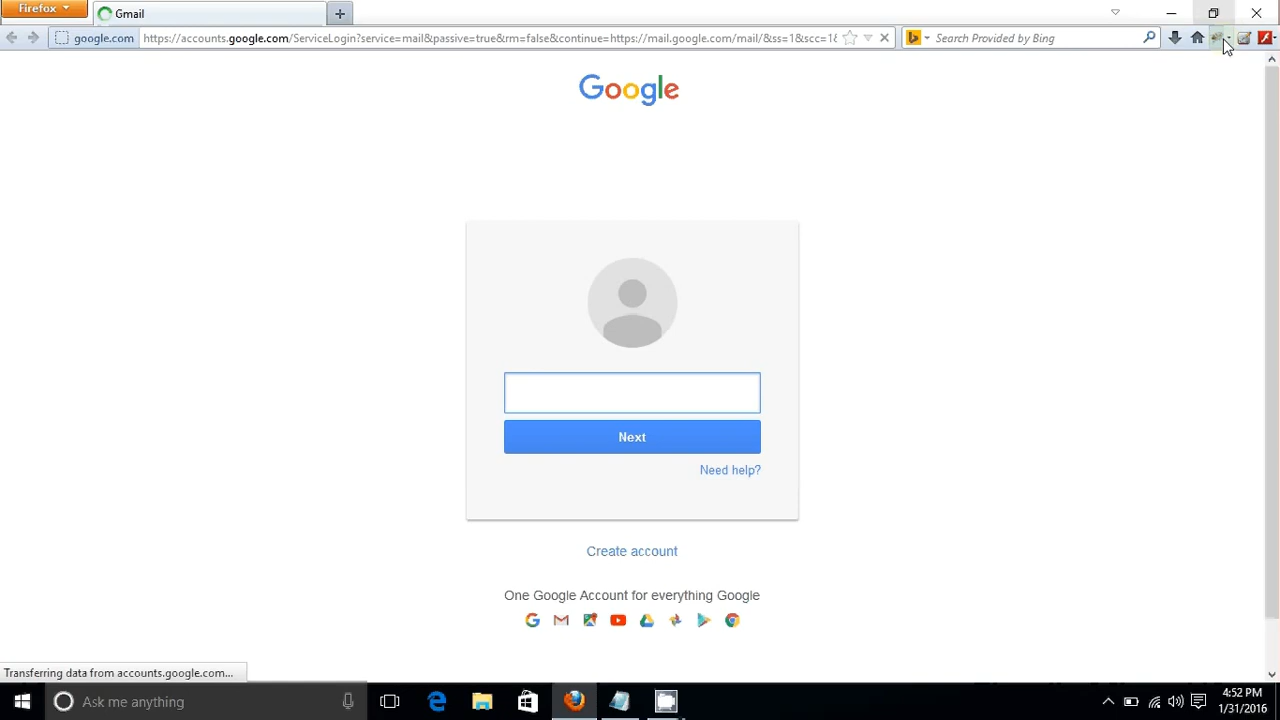 Firefox
Gmail
google.com
https://accounts.google.com/ServiceLogin?service=mail&passive=true&rm=false&continue=https://mail.google.com/mail/&ss=1&scc=1&
Search Provided by Bing
Google
Next
Need help?
Create account
One Google Account for everything Google
Transferring data from accounts.google.com...
Ask me anything
4:52 PM
1/31/2016